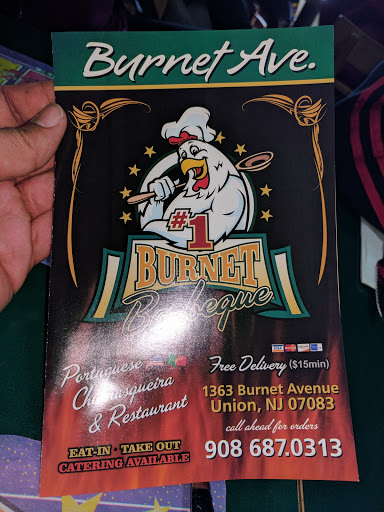 Burnet Ave.
#1
BURNET
Barbeque
Portuguese
Churrasqueira
& Restaurant
EAT-IN • TAKE OUT
CATERING AVAILABLE
Free Delivery ($15min)
1363 Burnet Avenue
Union, NJ 07083
call ahead for orders
908 687.0313